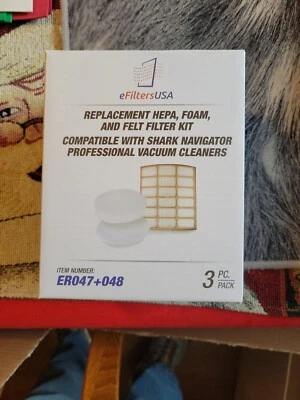 eFiltersUSA
REPLACEMENT HEPA, FOAM,
AND FELT FILTER KIT
COMPATIBLE WITH SHARK NAVIGATOR
PROFESSIONAL VACUUM CLEANERS
ITEM NUMBER:
ER047+048
3 PC.
PACK